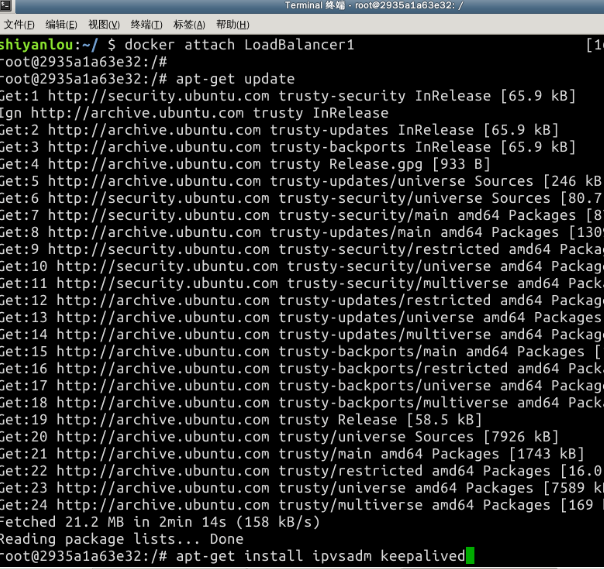 Terminal 终端 - root@2935a1a63e32: /
文件(F) 编辑(E) 视图(V) 终端(T) 标签(A) 帮助(H)
shiyanlou:~/ $ docker attach LoadBalancer1 [1
root@2935a1a63e32:/#
root@2935a1a63e32:/# apt-get update
Get:1 http://security.ubuntu.com trusty-security InRelease [65.9 kB]
Ign http://archive.ubuntu.com trusty InRelease
Get:2 http://archive.ubuntu.com trusty-updates InRelease [65.9 kB]
Get:3 http://archive.ubuntu.com trusty-backports InRelease [65.9 kB]
Get:4 http://archive.ubuntu.com trusty Release.gpg [933 B]
Get:5 http://archive.ubuntu.com trusty-updates/universe Sources [246 kB
Get:6 http://security.ubuntu.com trusty-security/universe Sources [80.7
Get:7 http://security.ubuntu.com trusty-security/main amd64 Packages [8
Get:8 http://archive.ubuntu.com trusty-updates/main amd64 Packages [130
Get:9 http://security.ubuntu.com trusty-security/restricted amd64 Packa
Get:10 http://security.ubuntu.com trusty-security/universe amd64 Packag
Get:11 http://security.ubuntu.com trusty-security/multiverse amd64 Pack
Get:12 http://archive.ubuntu.com trusty-updates/restricted amd64 Packag
Get:13 http://archive.ubuntu.com trusty-updates/universe amd64 Packages
Get:14 http://archive.ubuntu.com trusty-updates/multiverse amd64 Packag
Get:15 http://archive.ubuntu.com trusty-backports/main amd64 Packages [
Get:16 http://archive.ubuntu.com trusty-backports/restricted amd64 Pack
Get:17 http://archive.ubuntu.com trusty-backports/universe amd64 Packag
Get:18 http://archive.ubuntu.com trusty-backports/multiverse amd64 Pack
Get:19 http://archive.ubuntu.com trusty Release [58.5 kB]
Get:20 http://archive.ubuntu.com trusty/universe Sources [7926 kB]
Get:21 http://archive.ubuntu.com trusty/main amd64 Packages [1743 kB]
Get:22 http://archive.ubuntu.com trusty/restricted amd64 Packages [16.0
Get:23 http://archive.ubuntu.com trusty/universe amd64 Packages [7589 k
Get:24 http://archive.ubuntu.com trusty/multiverse amd64 Packages [169
Fetched 21.2 MB in 2min 14s (158 kB/s)
Reading package lists... Done
root@2935a1a63e32:/# apt-get install ipvsadm keepalived